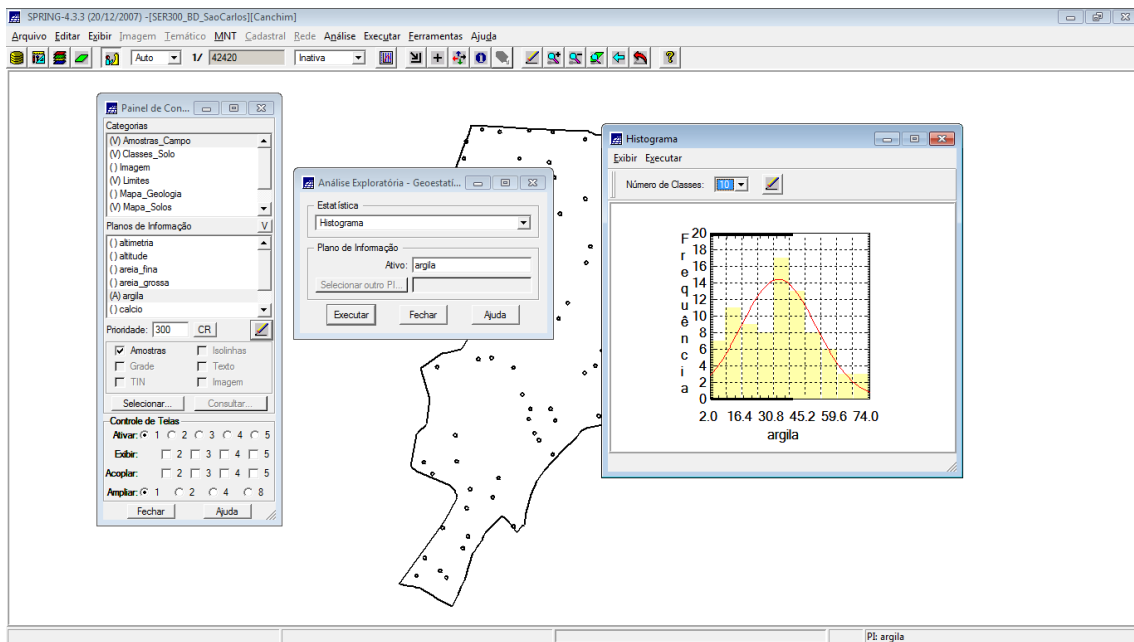 SPRING-4.3.3 (20/12/2007) -[SER300_BD_SaoCarlos][Canchim]
Arquivo Editar Exibir Imagem Temático MNT Cadastral Rede Análise Executar Ferramentas Ajuda
Auto 1/ 42420 Inativa
Painel de Con...
Categorias
(V) Amostras_Campo
(V) Classes_Solo
( ) Imagem
(V) Limites
( ) Mapa_Geologia
(V) Mapa_Solos
Planos de Informação V
( ) altimetria
( ) altitude
( ) areia_fina
( ) areia_grossa
(A) argila
( ) calcio
Prioridade: 300 CR
Amostras Isolinhas
Grade Texto
TIN Imagem
Selecionar... Consultar...
Controle de Telas
Ativar: 1 2 3 4 5
Exibir: 2 3 4 5
Acoplar: 2 3 4 5
Ampliar: 1 2 4 8
Fechar Ajuda
Análise Exploratória - Geoestatí...
Estatística
Histograma
Plano de Informação
Ativo: argila
Selecionar outro PI...
Executar Fechar Ajuda
Histograma
Exibir Executar
Número de Classes: 10
Frequência
20
18
16
14
12
10
8
6
4
2
0
2.0 16.4 30.8 45.2 59.6 74.0
argila
PI: argila